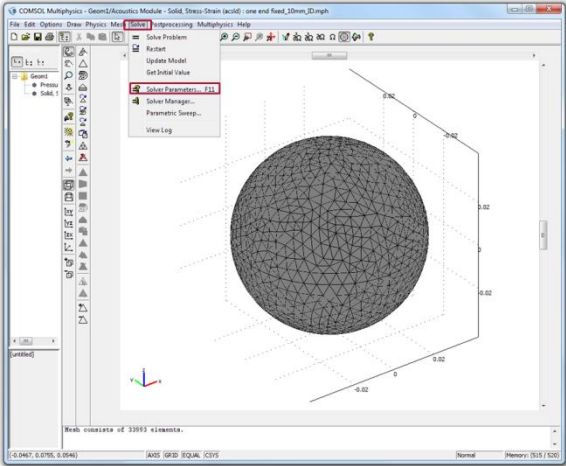 COMSOL Multiphysics - Geom1/Acoustics Module - Solid, Stress-Strain (acsld) : one end fixed_10mm_JD.mph
File Edit Options Draw Physics Mesh Solve Postprocessing Multiphysics Help
Solve Problem
Restart
Update Model
Get Initial Value
Solver Parameters... F11
Solver Manager...
Parametric Sweep...
View Log
Geom1
Pressu
Solid, S
0.02
0
0.02
0
-0.02
0.02
0
-0.02
z
y
x
[untitled]
Mesh consists of 33993 elements.
(-0.0467, 0.0755, 0.0546)
AXIS GRID EQUAL CSYS
Normal
Memory: (515 / 520)